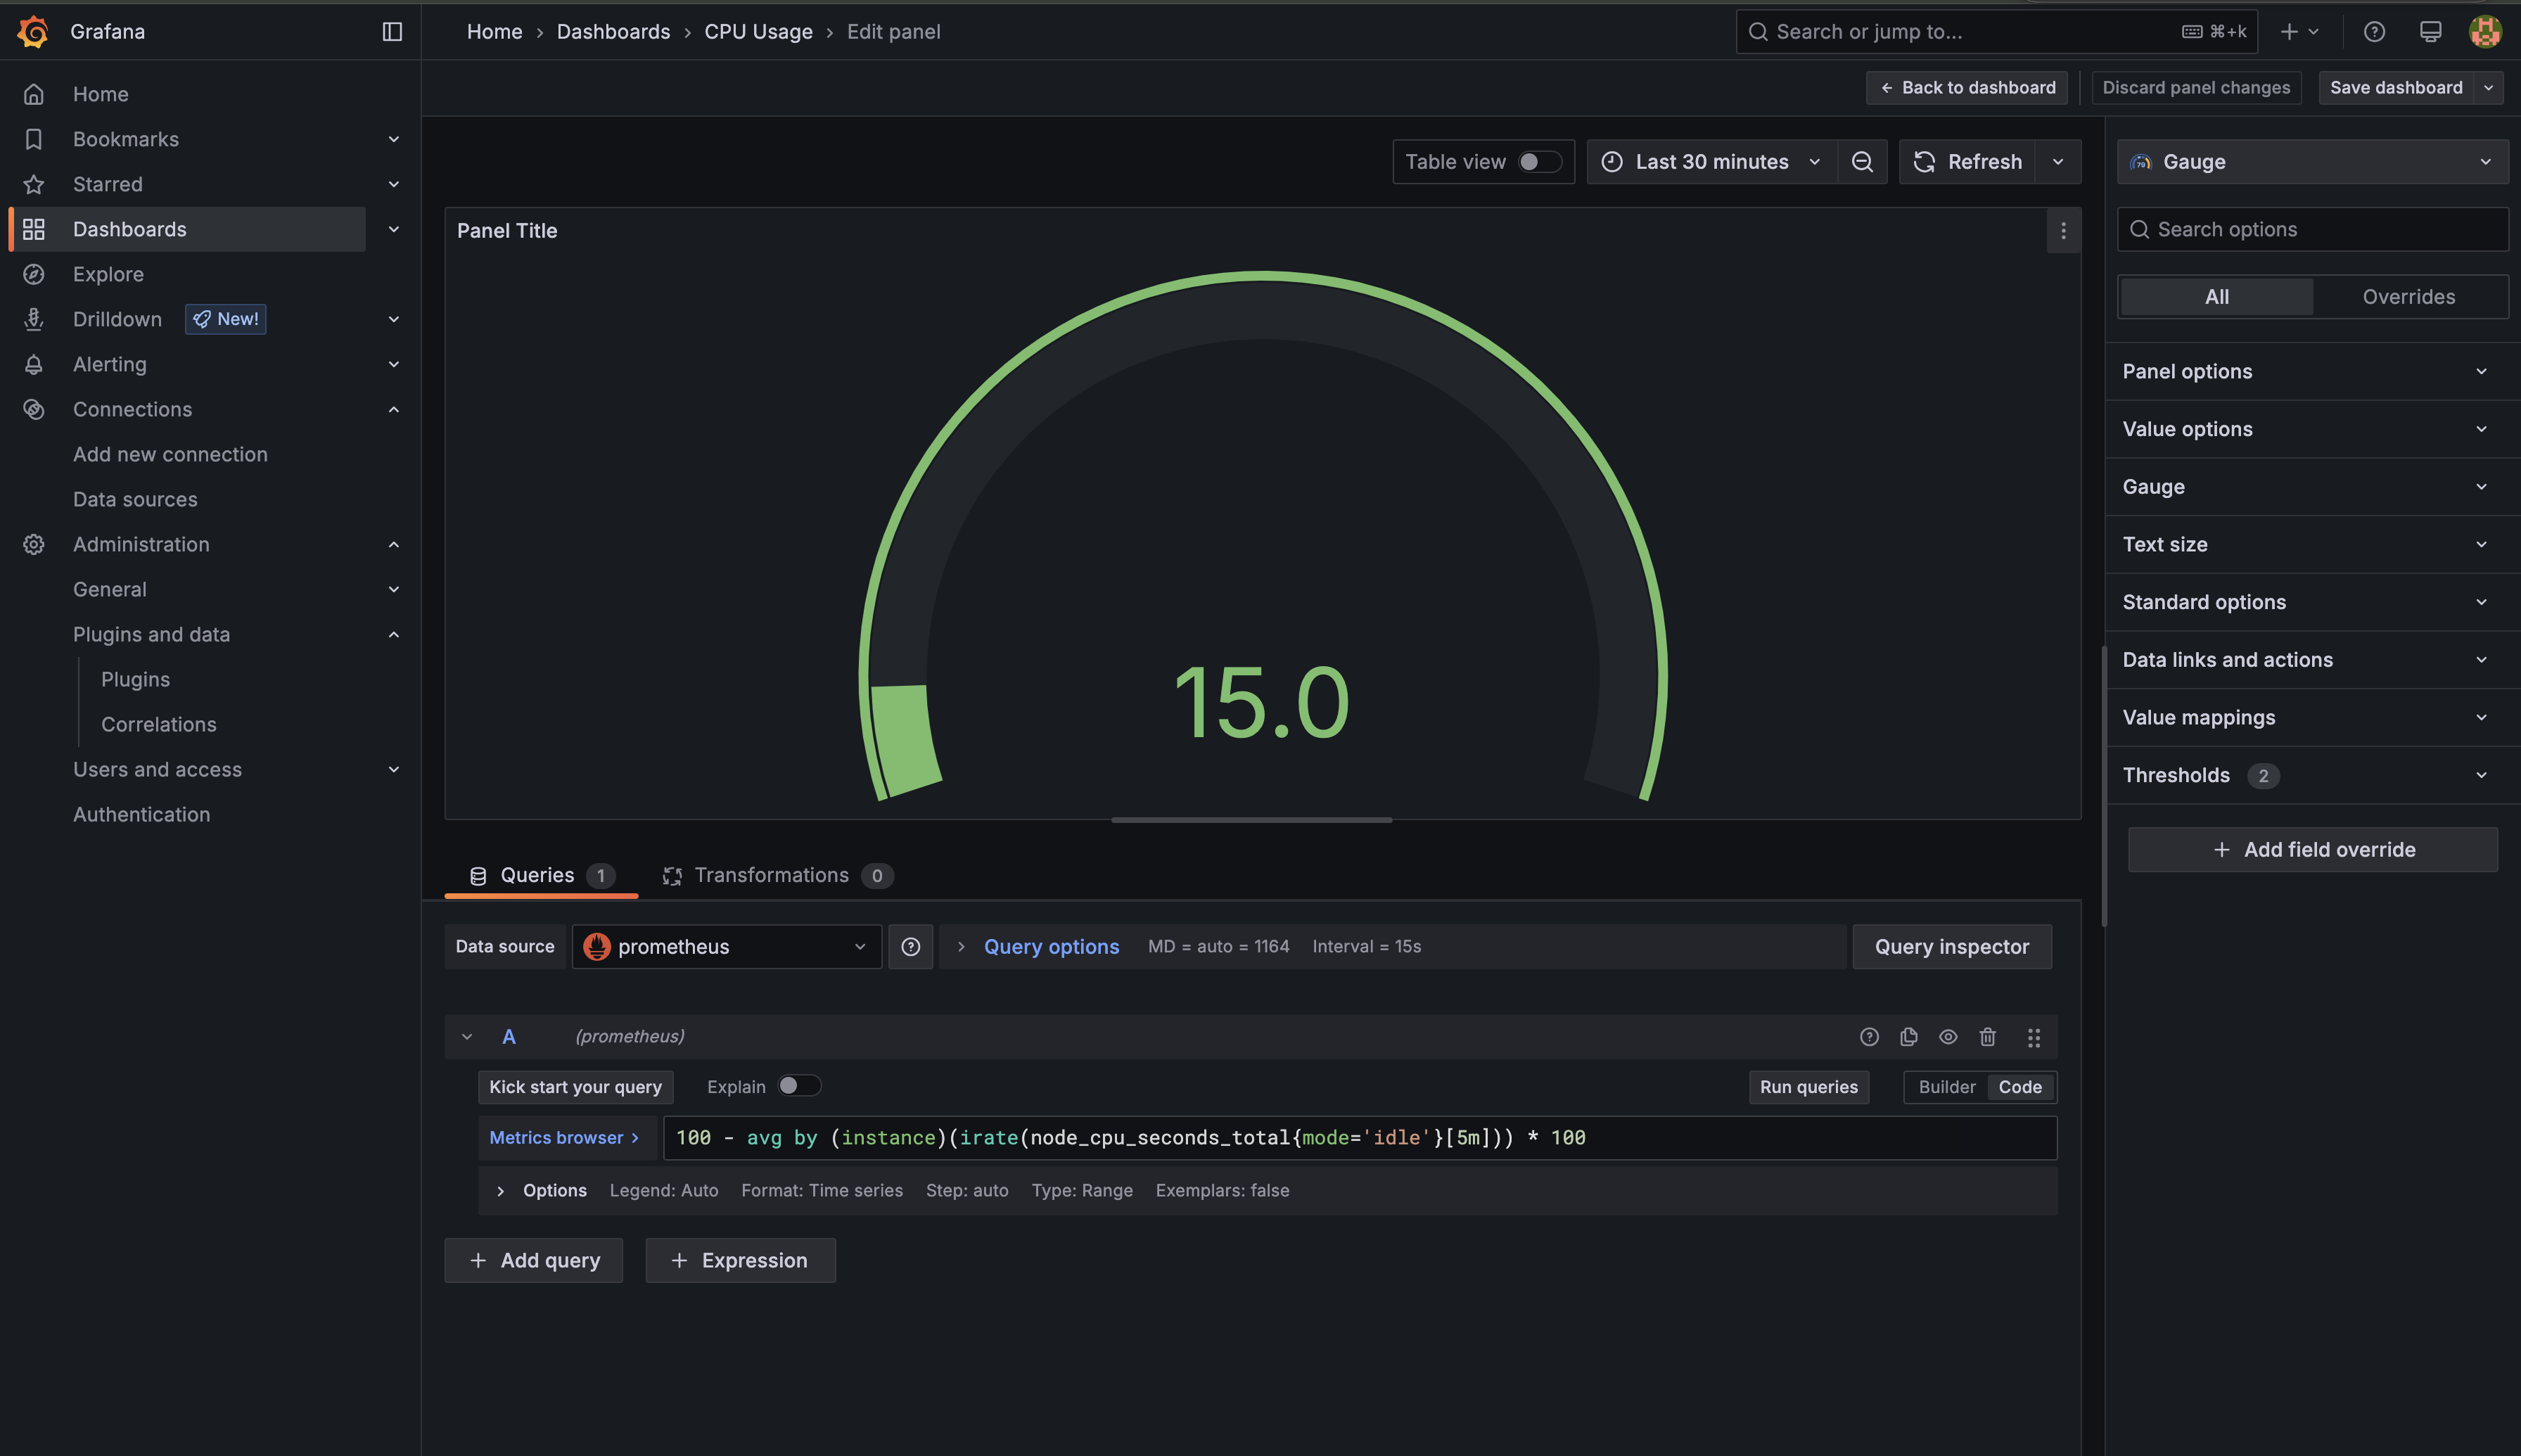 Grafana
Home › Dashboards › CPU Usage › Edit panel
Search or jump to...
⌘+k
Back to dashboard
Discard panel changes
Save dashboard
Home
Bookmarks
Starred
Dashboards
Explore
Drilldown New!
Alerting
Connections
Add new connection
Data sources
Administration
General
Plugins and data
Plugins
Correlations
Users and access
Authentication
Table view
Last 30 minutes
Refresh
Panel Title
15.0
Queries 1
Transformations 0
Data source
prometheus
Query options
MD = auto = 1164
Interval = 15s
Query inspector
A
(prometheus)
Kick start your query
Explain
Run queries
Builder
Code
Metrics browser
100 - avg by (instance)(irate(node_cpu_seconds_total{mode='idle'}[5m])) * 100
Options
Legend: Auto
Format: Time series
Step: auto
Type: Range
Exemplars: false
+ Add query
+ Expression
79
Gauge
Search options
All
Overrides
Panel options
Value options
Gauge
Text size
Standard options
Data links and actions
Value mappings
Thresholds 2
+ Add field override